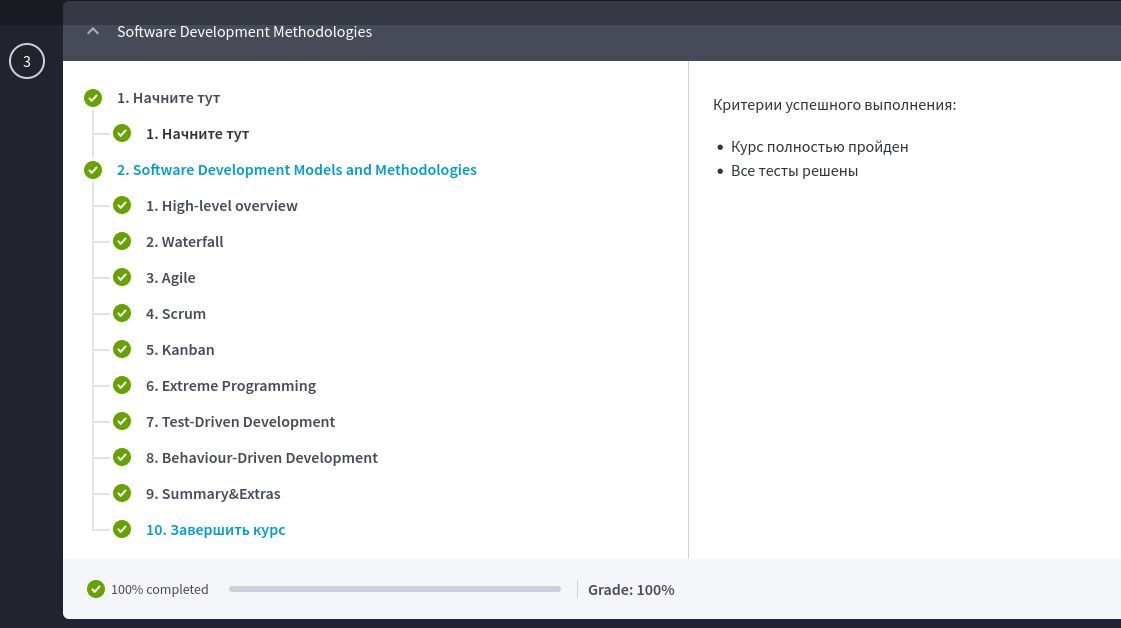 Software Development Methodologies
3
1. Начните тут
1. Начните тут
2. Software Development Models and Methodologies
1. High-level overview
2. Waterfall
3. Agile
4. Scrum
5. Kanban
6. Extreme Programming
7. Test-Driven Development
8. Behaviour-Driven Development
9. Summary&Extras
10. Завершить курс
Критерии успешного выполнения:
• Курс полностью пройден
• Все тесты решены
100% completed
Grade: 100%